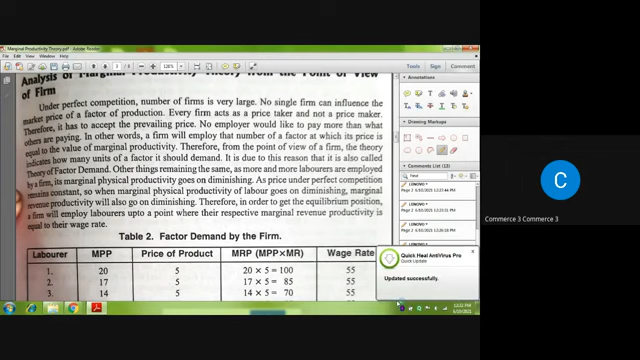 Marginal Productivity Theory.pdf - Adobe Reader
File Edit View Window Help
126%
Tools Sign Comment
Analysis of Marginal Productivity Theory from the Point of View
of Firm
Under perfect competition, number of firms is very large. No single firm can influence the
market price of a factor of production. Every firm acts as a price taker and not a price maker.
Therefore, it has to accept the prevailing price. No employer would like to pay more than what
others are paying. In other words, a firm will employ that number of a factor at which its price is
equal to the value of marginal productivity. Therefore, from the point of view of a firm, the theory
indicates how many units of a factor it should demand. It is due to this reason that it is also called
Theory of Factor Demand. Other things remaining the same, as more and more labourers are employed
by a firm, its marginal physical productivity goes on diminishing. As price under perfect competition
remains constant, so when marginal physical productivity of labour goes on diminishing, marginal
revenue productivity will also go on diminishing. Therefore, in order to get the equilibrium position,
a firm will employ labourers upto a point where their respective marginal revenue productivity is
equal to their wage rate.
Table 2. Factor Demand by the Firm.
Labourer MPP Price of Product MRP (MPP×MR) Wage Rate
1. 20 5 20 × 5 = 100 55
2. 17 5 17 × 5 = 85 55
3. 14 5 14 × 5 = 70 55
Annotations
Drawing Markups
Comments List
Find
LENOVO
LENOVO
LENOVO
Quick Heal AntiVirus Pro
Quick Update
Updated successfully.
C
Commerce 3 Commerce 3